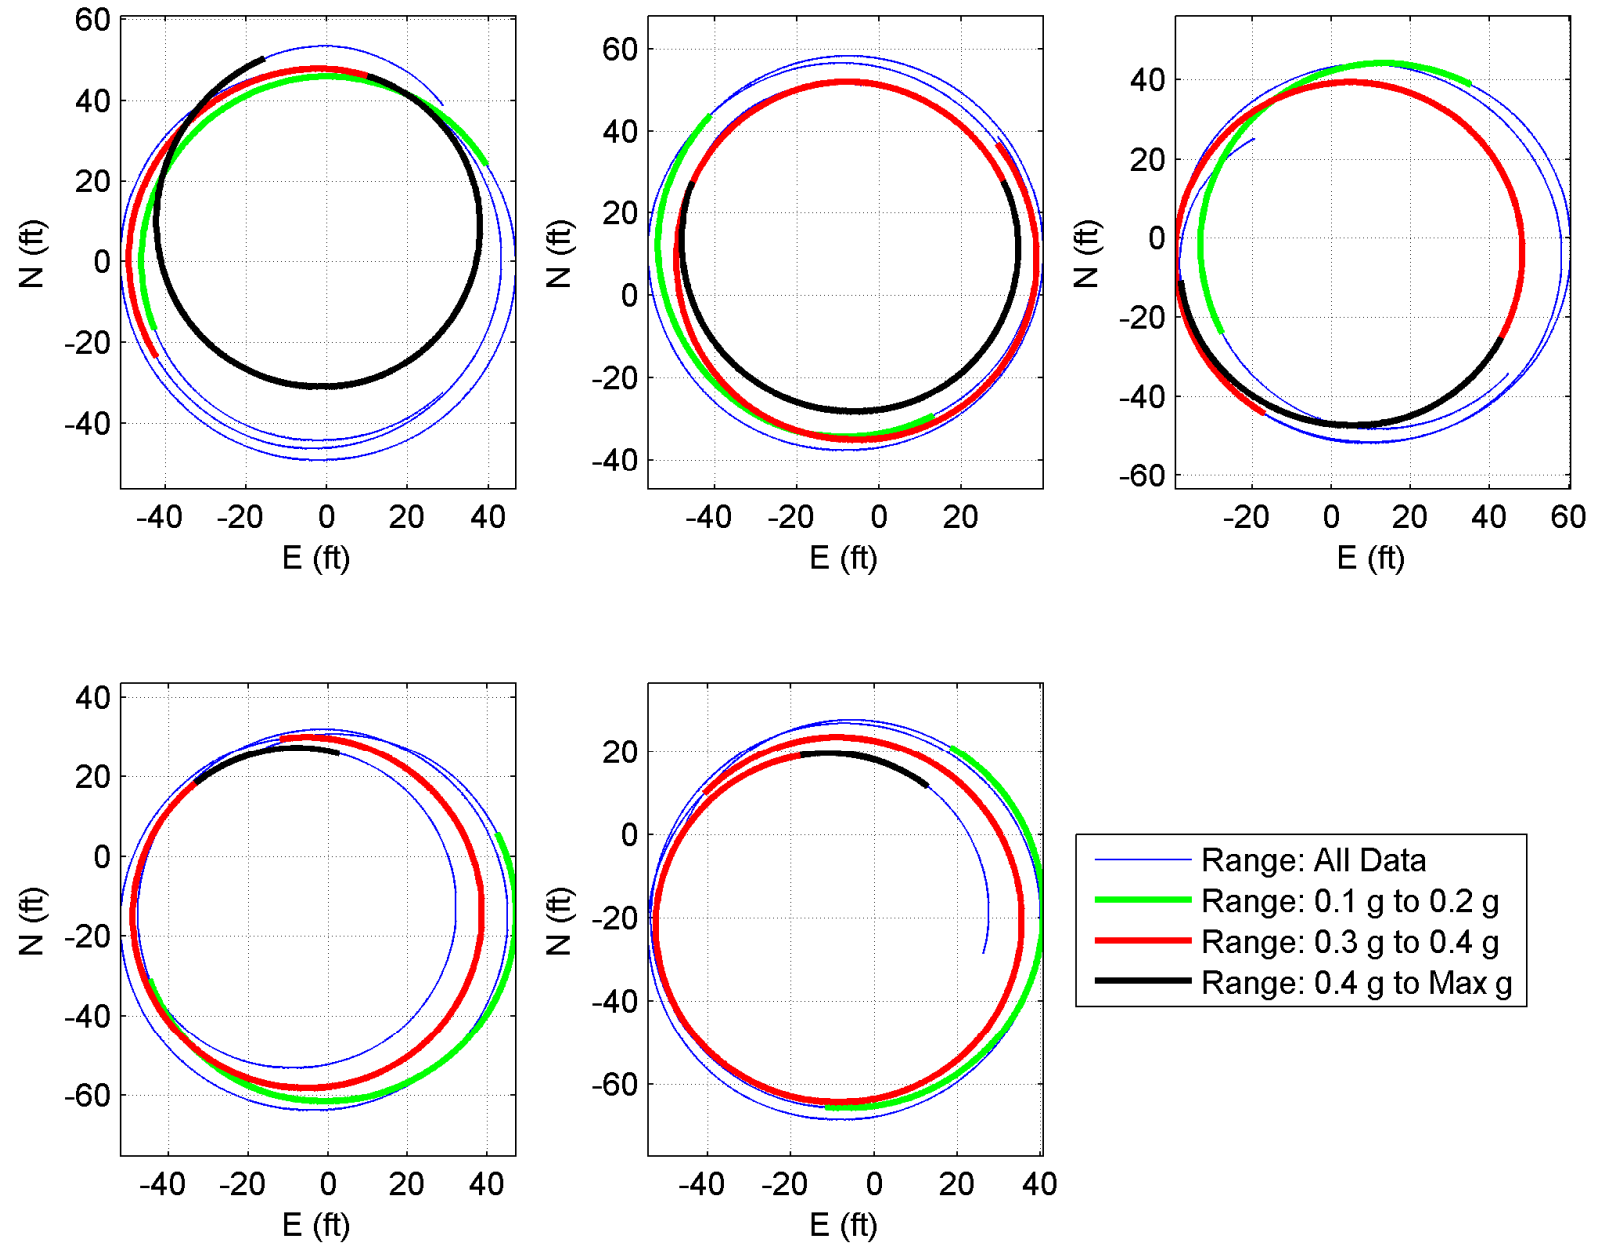 60
40
20
0
-20
-40
N (ft)
-40 -20 0 20 40
E (ft)
60
40
20
0
-20
-40
N (ft)
-40 -20 0 20
E (ft)
40
20
0
-20
-40
-60
N (ft)
-20 0 20 40 60
E (ft)
40
20
0
-20
-40
-60
N (ft)
-40 -20 0 20 40
E (ft)
20
0
-20
-40
-60
N (ft)
-40 -20 0 20 40
E (ft)
Range: All Data
Range: 0.1 g to 0.2 g
Range: 0.3 g to 0.4 g
Range: 0.4 g to Max g